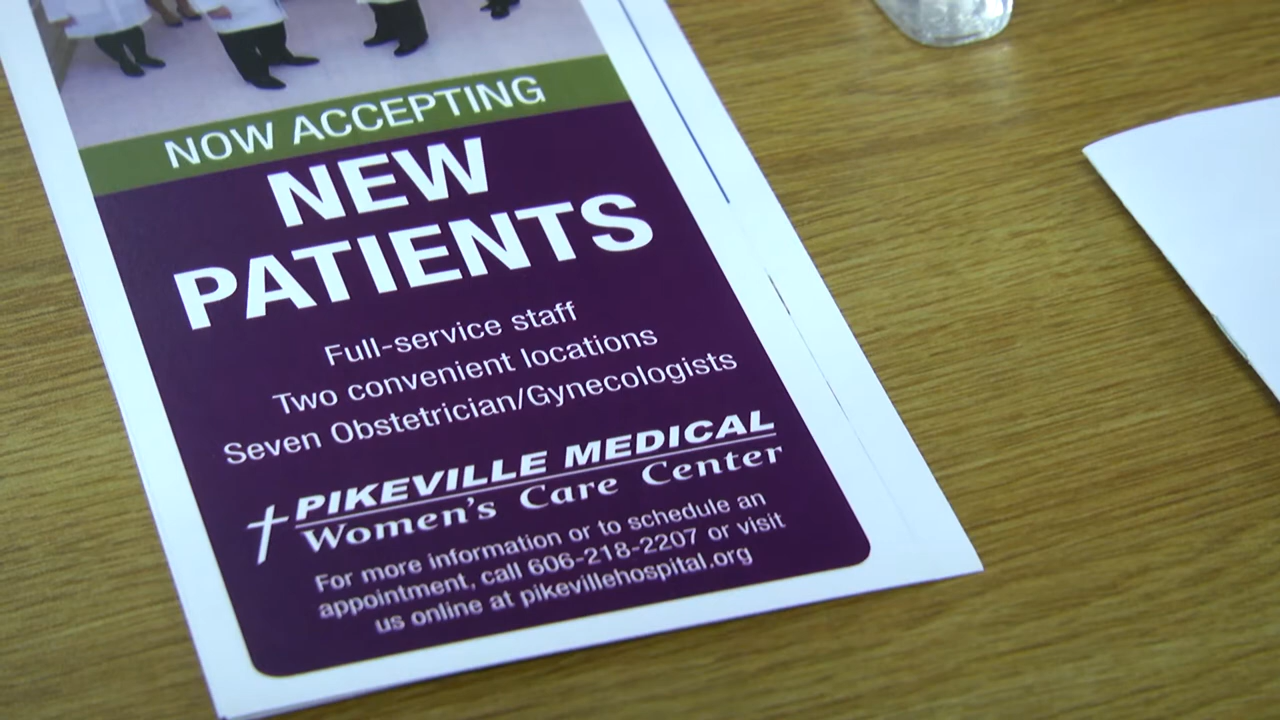 NOW ACCEPTING
NEW
PATIENTS
Full-service staff
Two convenient locations
Seven Obstetrician/Gynecologists
PIKEVILLE MEDICAL
Women's Care Center
For more information or to schedule an
appointment, call 606-218-2207 or visit
us online at pikevillehospital.org